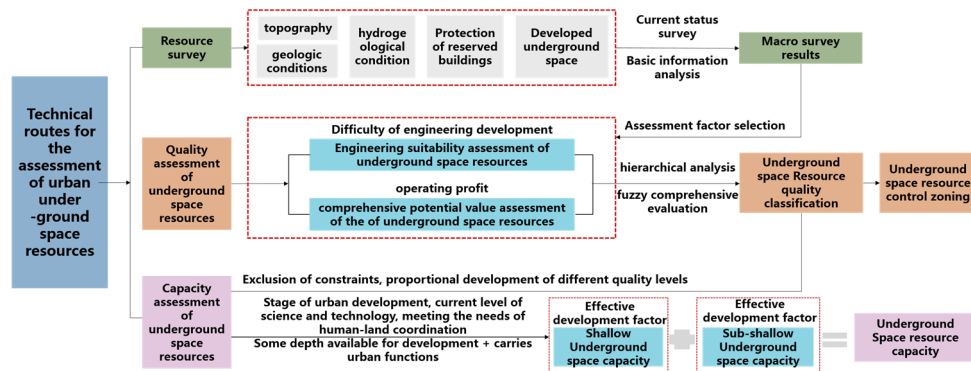 Technical
routes for
the
assessment
of urban
under
-ground
space
resources
Resource
survey
topography
geologic
conditions
hydroge
ological
condition
Protection
of reserved
buildings
Developed
underground
space
Current status
survey
Basic information
analysis
Macro survey
results
Assessment factor selection
Quality
assessment
of
underground
space
resources
Difficulty of engineering development
Engineering suitability assessment of
underground space resources
operating profit
comprehensive potential value assessment
of the of underground space resources
hierarchical analysis
fuzzy comprehensive
evaluation
Underground
space Resource
quality
classification
Underground
space resource
control zoning
Capacity
assessment
of
underground
space
resources
Exclusion of constraints, proportional development of different quality levels
Stage of urban development, current level of
science and technology, meeting the needs of
human-land coordination
Some depth available for development + carries
urban functions
Effective
development factor
Shallow
Underground
space capacity
Effective
development factor
Sub-shallow
Underground
space capacity
Underground
Space resource
capacity